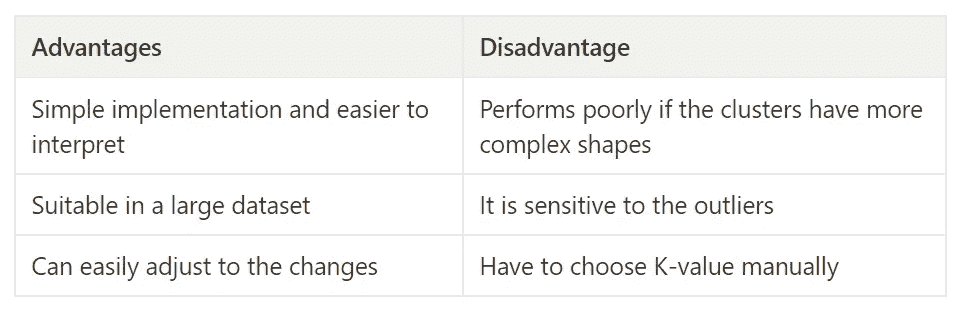 Advantages
Disadvantage
Simple implementation and easier to
interpret
Performs poorly if the clusters have more
complex shapes
Suitable in a large dataset
It is sensitive to the outliers
Can easily adjust to the changes
Have to choose K-value manually